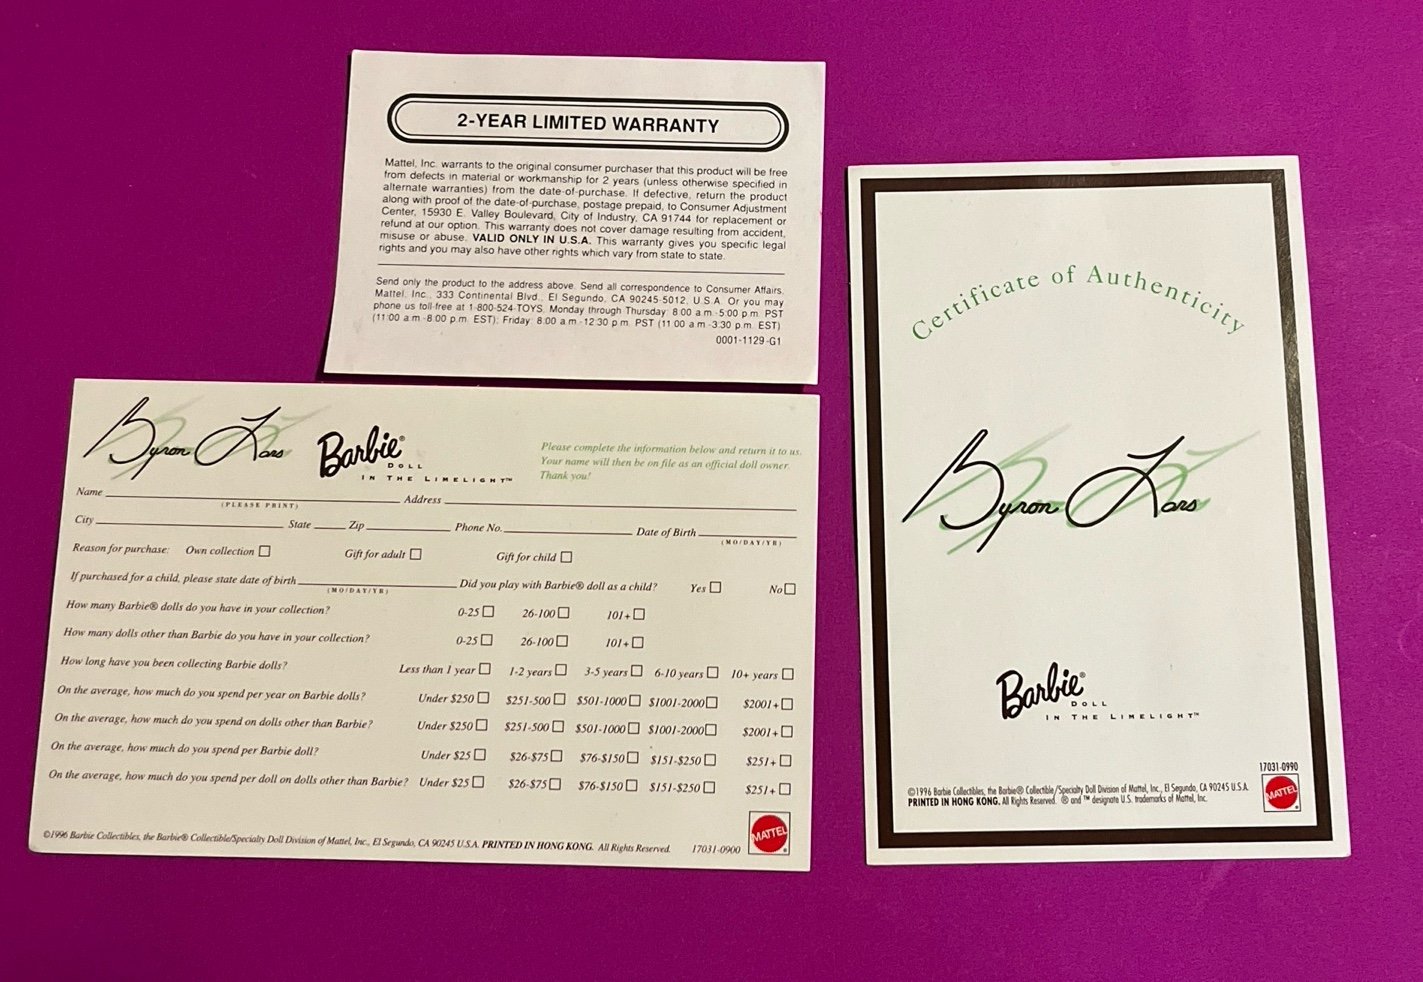 2-YEAR LIMITED WARRANTY
Mattel, Inc. warrants to the original consumer purchaser that this product will be free
from defects in material or workmanship for 2 years (unless otherwise specified in
alternate warranties) from the date-of-purchase. If defective, return the product
along with proof of the date-of-purchase, postage prepaid, to Consumer Adjustment
Center, 15930 E. Valley Boulevard, City of Industry, CA 91744 for replacement or
refund at our option. This warranty does not cover damage resulting from accident,
misuse or abuse. VALID ONLY IN U.S.A. This warranty gives you specific legal
rights and you may also have other rights which vary from state to state.
Send only the product to the address above. Send all correspondence to Consumer Affairs,
Mattel, Inc., 333 Continental Blvd., El Segundo, CA 90245-5012, U.S.A. Or you may
phone us toll-free at 1-800-524-TOYS, Monday through Thursday: 8:00 a.m.-5:00 p.m. PST
(11:00 a.m.-8:00 p.m. EST); Friday: 8:00 a.m.-12:30 p.m. PST (11:00 a.m.-3:30 p.m. EST)
0001-1129-G1
Byron Lars Barbie®
DOLL
IN THE LIMELIGHT™
Please complete the information below and return it to us.
Your name will then be on file as an official doll owner.
Thank you!
Name Address
(PLEASE PRINT)
City State Zip Phone No. Date of Birth
(MO/DAY/YR)
Reason for purchase: Own collection Gift for adult Gift for child
If purchased for a child, please state date of birth Did you play with Barbie® doll as a child? Yes No
(MO/DAY/YR)
How many Barbie® dolls do you have in your collection? 0-25 26-100 101+
How many dolls other than Barbie do you have in your collection? 0-25 26-100 101+
How long have you been collecting Barbie dolls? Less than 1 year 1-2 years 3-5 years 6-10 years 10+ years
On the average, how much do you spend per year on Barbie dolls? Under $250 $251-500 $501-1000 $1001-2000 $2001+
On the average, how much do you spend on dolls other than Barbie? Under $250 $251-500 $501-1000 $1001-2000 $2001+
On the average, how much do you spend per Barbie doll? Under $25 $26-$75 $76-$150 $151-$250 $251+
On the average, how much do you spend per doll on dolls other than Barbie? Under $25 $26-$75 $76-$150 $151-$250 $251+
©1996 Barbie Collectibles, the Barbie® Collectible/Specialty Doll Division of Mattel, Inc., El Segundo, CA 90245 U.S.A. PRINTED IN HONG KONG. All Rights Reserved. 17031-0900
MATTEL
Certificate of Authenticity
Byron Lars
Barbie®
DOLL
IN THE LIMELIGHT™
17031-0990
©1996 Barbie Collectibles, the Barbie® Collectible/Specialty Doll Division of Mattel, Inc., El Segundo, CA 90245 U.S.A.
PRINTED IN HONG KONG. All Rights Reserved. ® and ™ designate U.S. trademarks of Mattel, Inc.
MATTEL